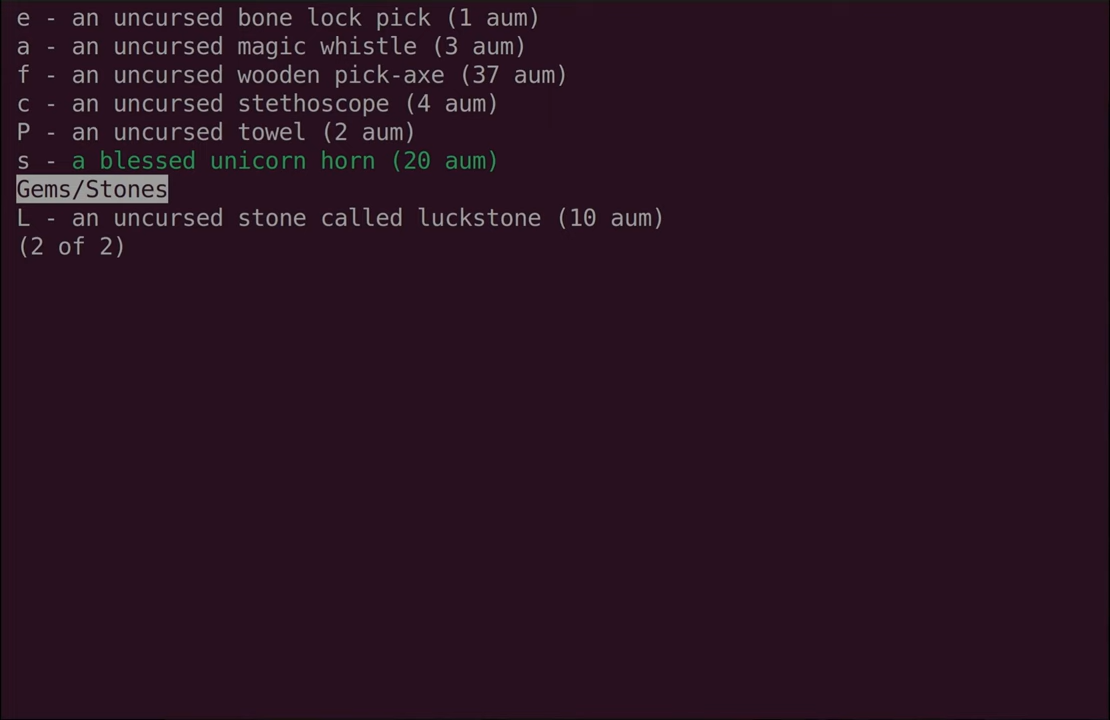 e - an uncursed bone lock pick (1 aum)
a - an uncursed magic whistle (3 aum)
f - an uncursed wooden pick-axe (37 aum)
c - an uncursed stethoscope (4 aum)
P - an uncursed towel (2 aum)
s - a blessed unicorn horn (20 aum)
Gems/Stones
L - an uncursed stone called luckstone (10 aum)
(2 of 2)